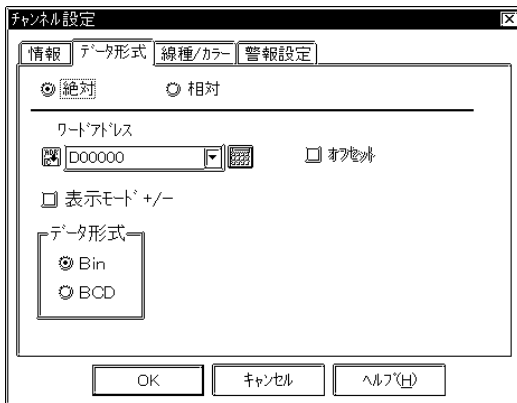 チャンネル設定
情報 データ形式 線種/カラー 警報設定
絶対 相対
ワードアドレス
D00000 オフセット
表示モード +/−
データ形式
Bin
BCD
OK キャンセル ヘルプ(H)